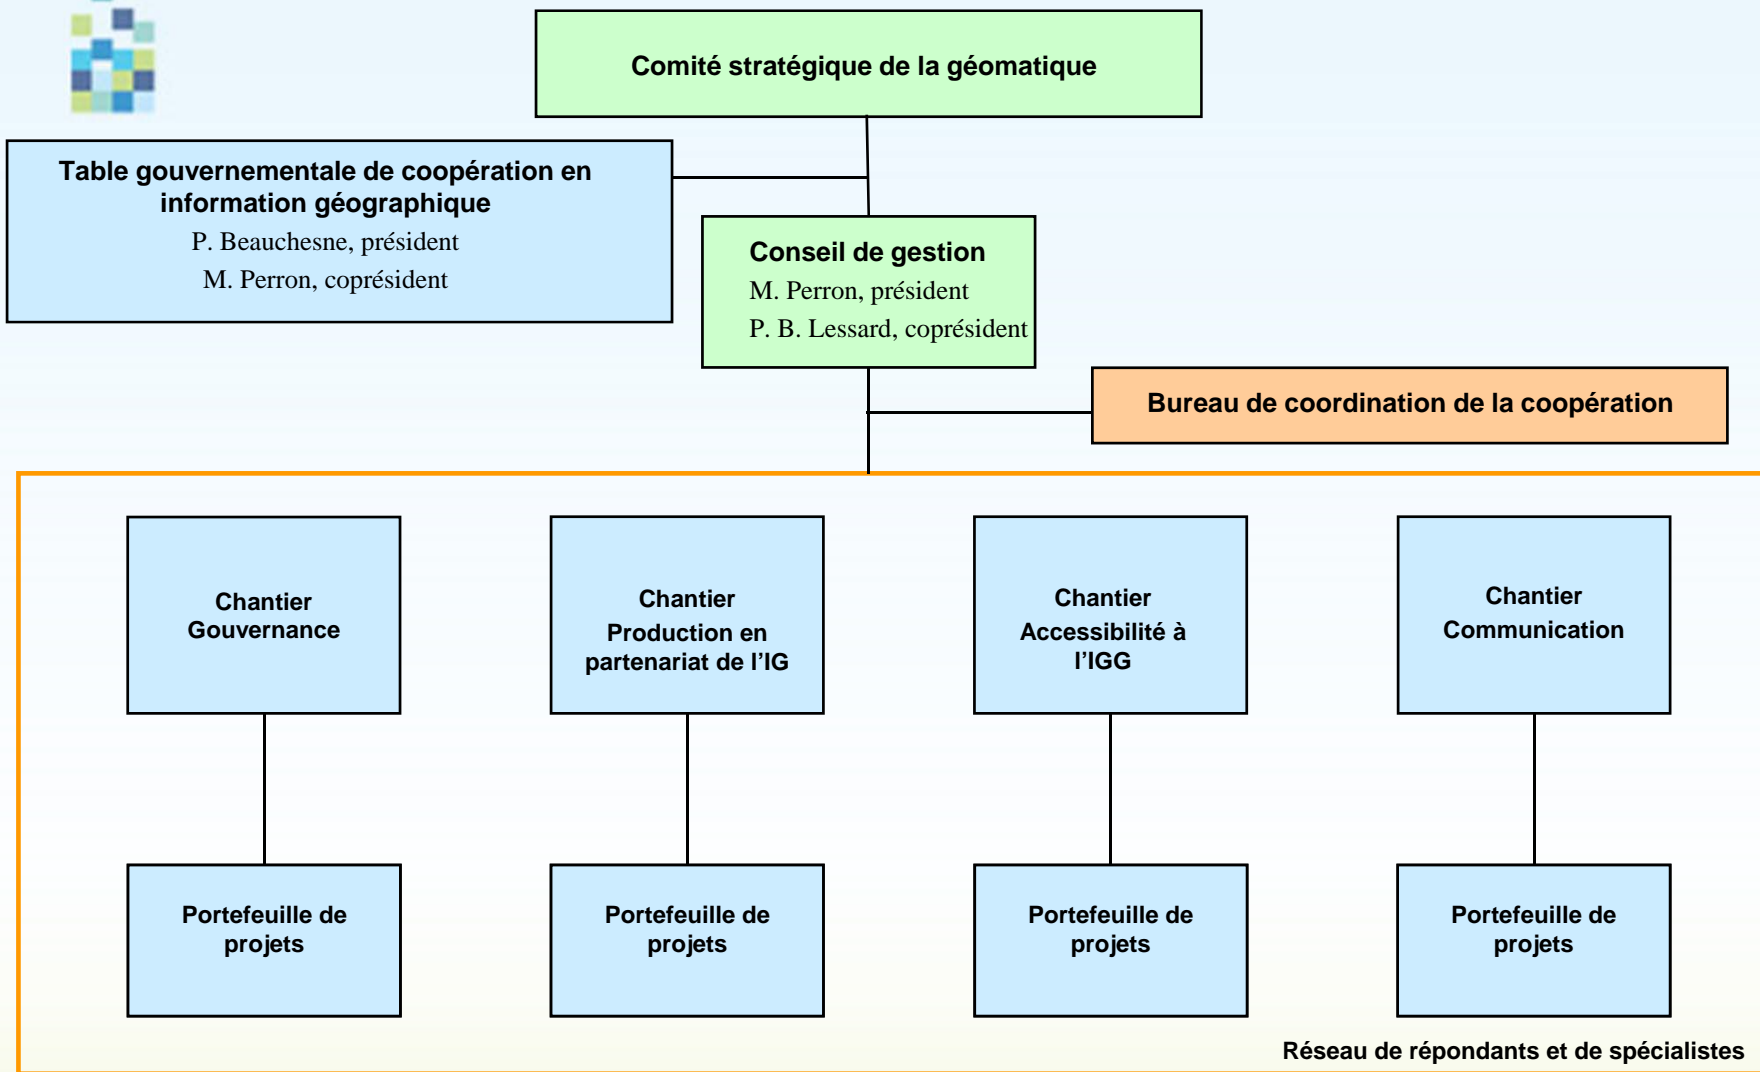 Comité stratégique de la géomatique
Table gouvernementale de coopération en
information géographique
P. Beauchesne, président
M. Perron, coprésident
Conseil de gestion
M. Perron, président
P. B. Lessard, coprésident
Bureau de coordination de la coopération
Chantier
Gouvernance
Chantier
Production en
partenariat de l’IG
Chantier
Accessibilité à
l’IGG
Chantier
Communication
Portefeuille de
projets
Portefeuille de
projets
Portefeuille de
projets
Portefeuille de
projets
Réseau de répondants et de spécialistes